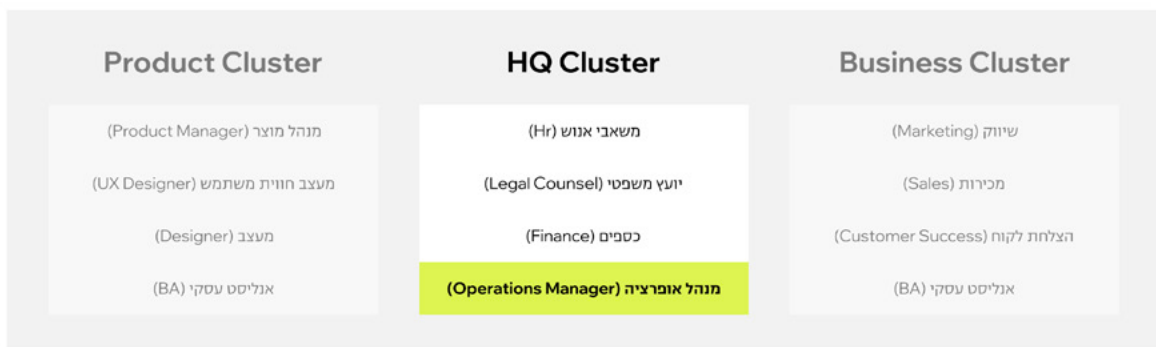 Product Cluster
מנהל מוצר (Product Manager)
מעצב חווית משתמש (UX Designer)
מעצב (Designer)
אנליסט עסקי (BA)
HQ Cluster
משאבי אנוש (Hr)
יועץ משפטי (Legal Counsel)
כספים (Finance)
מנהל אופרציה (Operations Manager)
Business Cluster
שיווק (Marketing)
מכירות (Sales)
הצלחת לקוח (Customer Success)
אנליסט עסקי (BA)